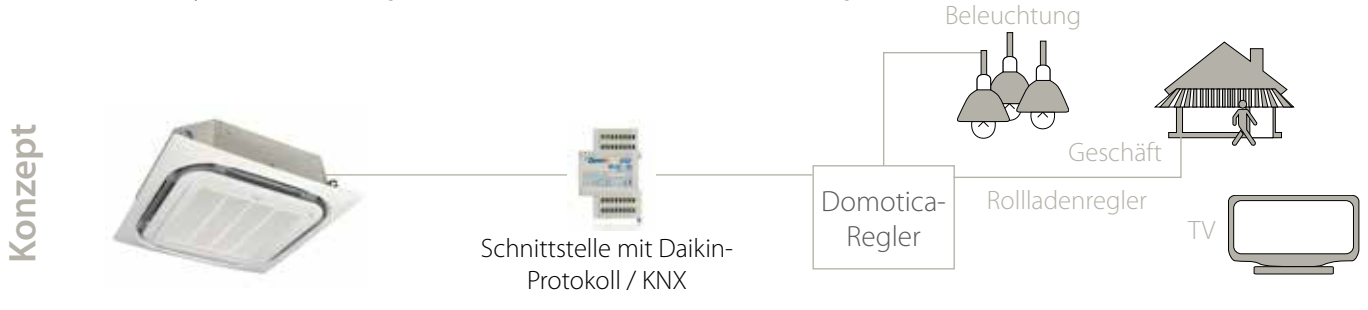 Beleuchtung
Konzept
Geschäft
Domotica-
Regler
Rollladenregler
TV
Schnittstelle mit Daikin-
Protokoll / KNX